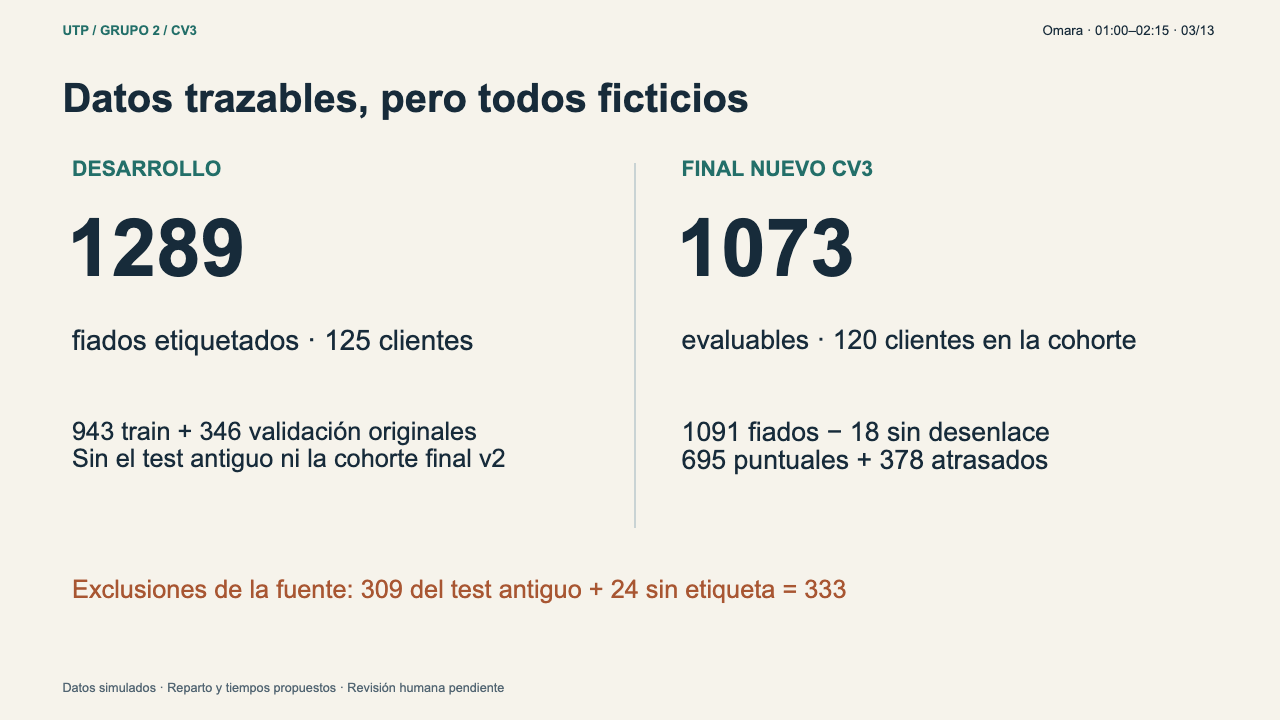 UTP / GRUPO 2 / CV3
Omara · 01:00–02:15 · 03/13
Datos trazables, pero todos ficticios
DESARROLLO
1289
fiados etiquetados · 125 clientes
943 train + 346 validación originales
Sin el test antiguo ni la cohorte final v2
FINAL NUEVO CV3
1073
evaluables · 120 clientes en la cohorte
1091 fiados − 18 sin desenlace
695 puntuales + 378 atrasados
Exclusiones de la fuente: 309 del test antiguo + 24 sin etiqueta = 333
Datos simulados · Reparto y tiempos propuestos · Revisión humana pendiente